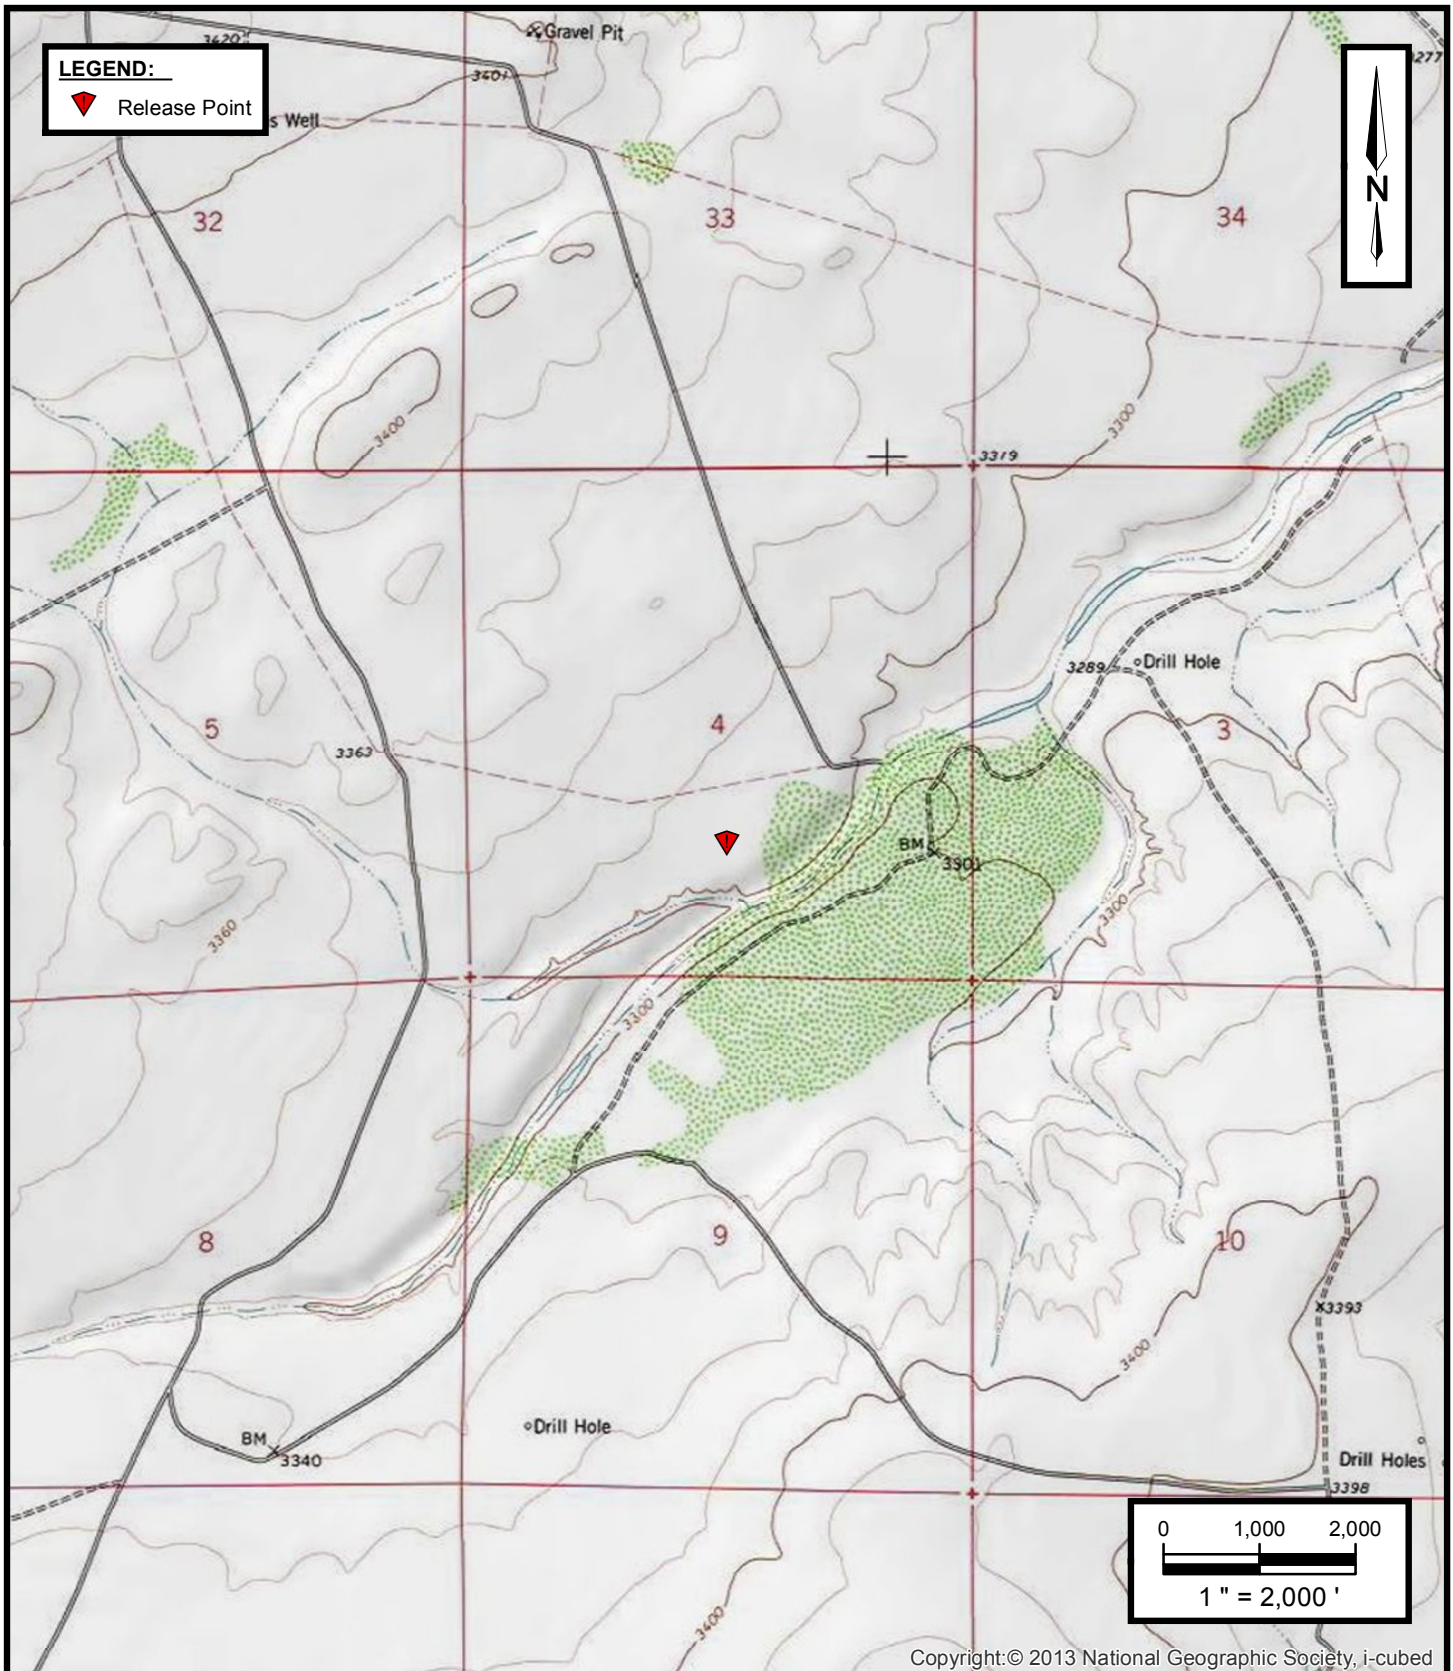 Gravel Pit
3420
3401
3277
LEGEND:
Release Point
s Well
N
32
33
34
3400
3300
3319
3289
Drill Hole
5
4
3
3363
BM
3301
3300
3360
3300
8
9
10
3393
3400
BM
3340
Drill Hole
Drill Holes
3398
0 1,000 2,000
1 " = 2,000 '
3400
Copyright:© 2013 National Geographic Society, i-cubed